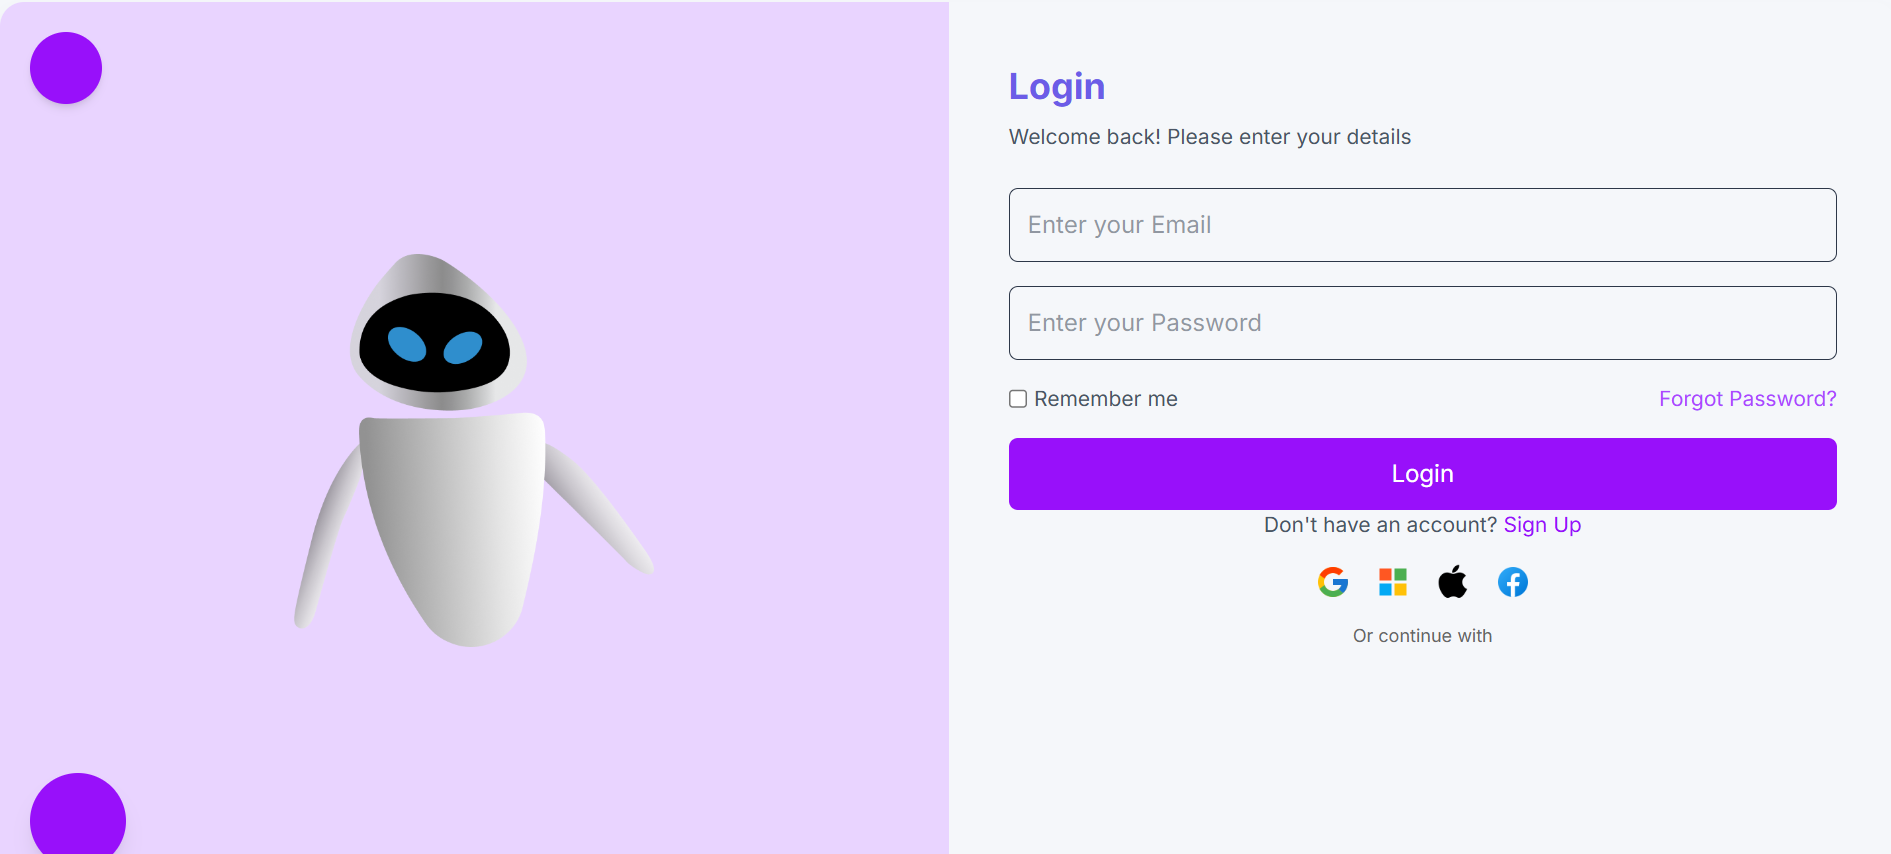 Login
Welcome back! Please enter your details
Enter your Email
Enter your Password
Remember me
Forgot Password?
Login
Don't have an account? Sign Up
Or continue with